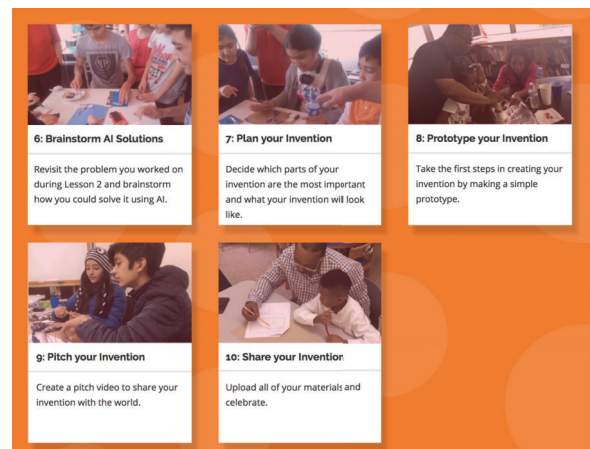 6: Brainstorm AI Solutions
Revisit the problem you worked on
during Lesson 2 and brainstorm
how you could solve it using AI.
7: Plan your Invention
Decide which parts of your
invention are the most important
and what your invention will look
like.
8: Prototype your Invention
Take the first steps in creating your
invention by making a simple
prototype.
9: Pitch your Invention
Create a pitch video to share your
invention with the world.
10: Share your Invention
Upload all of your materials and
celebrate.